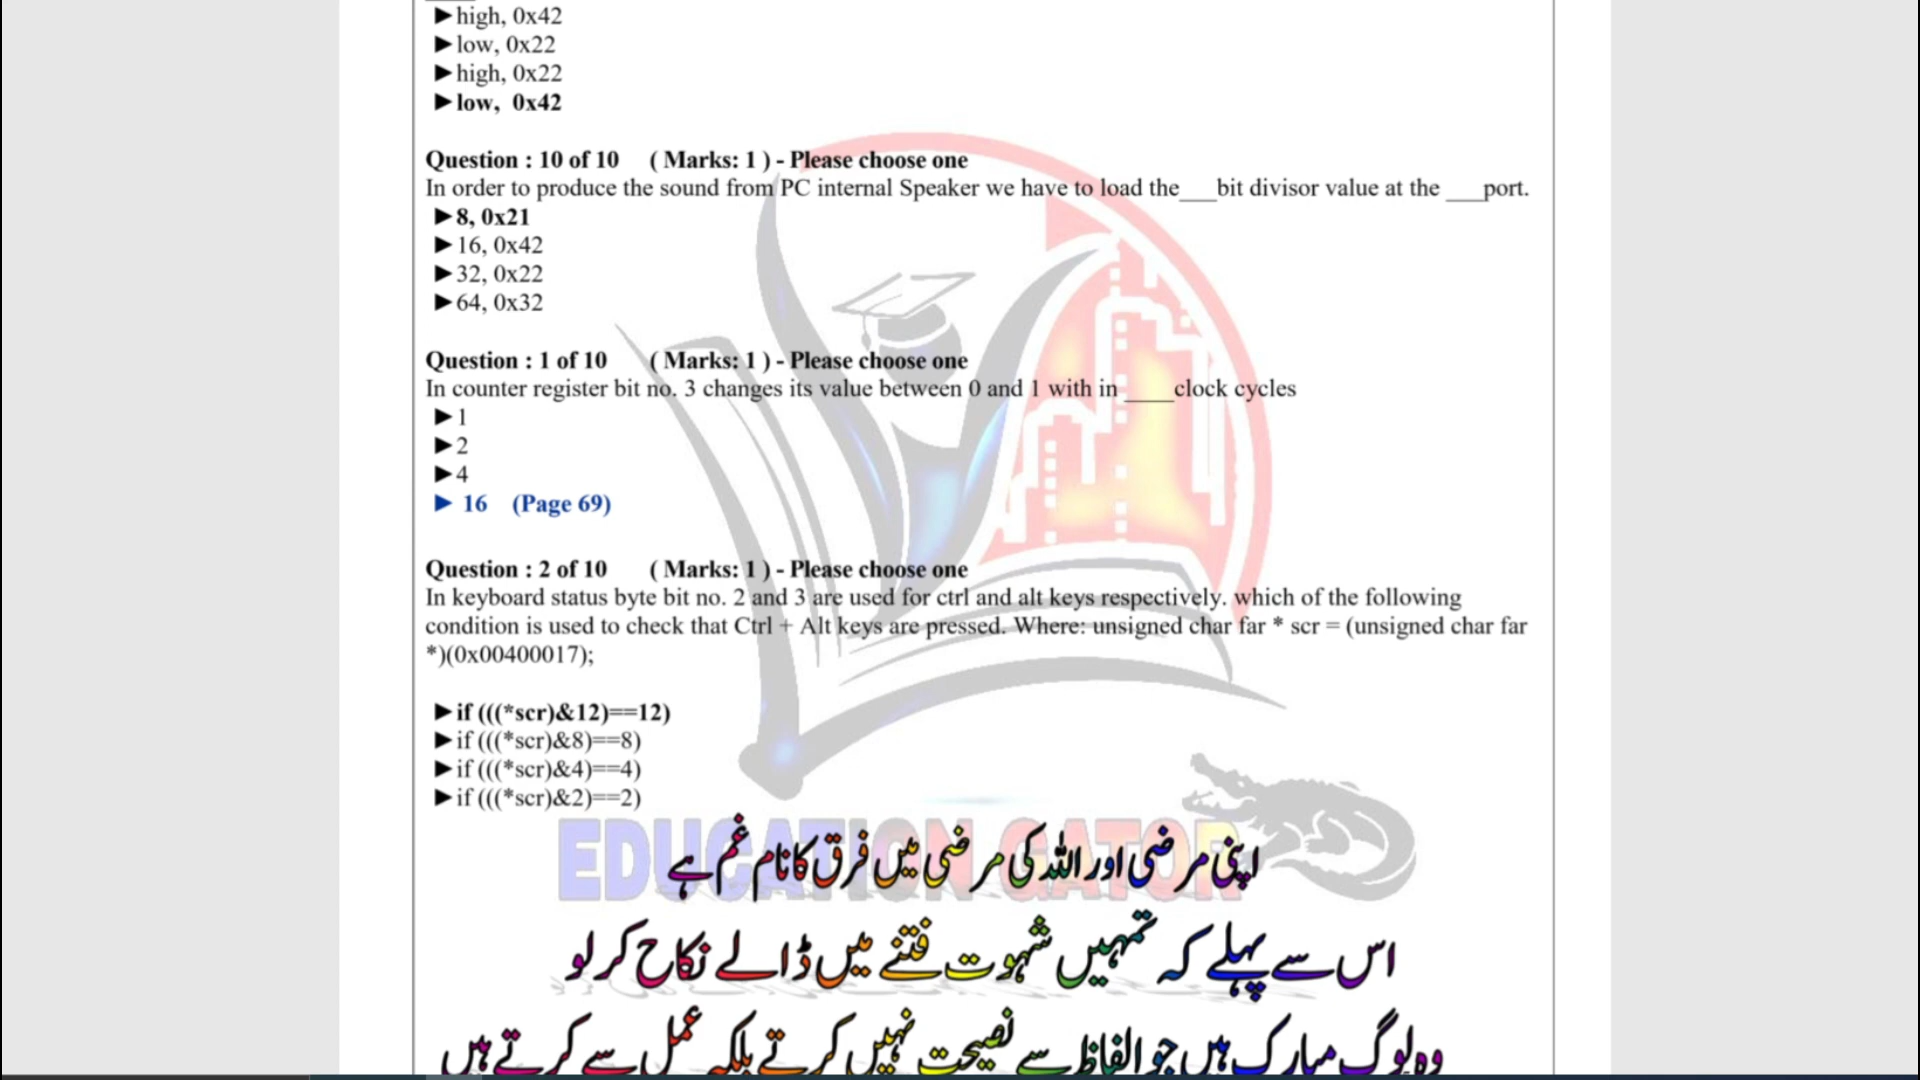 ►high, 0x42
►low, 0x22
►high, 0x22
►low, 0x42
Question : 10 of 10 ( Marks: 1 ) - Please choose one
In order to produce the sound from PC internal Speaker we have to load the___bit divisor value at the ___port.
►8, 0x21
►16, 0x42
►32, 0x22
►64, 0x32
Question : 1 of 10 ( Marks: 1 ) - Please choose one
In counter register bit no. 3 changes its value between 0 and 1 with in ____clock cycles
►1
►2
►4
► 16 (Page 69)
Question : 2 of 10 ( Marks: 1 ) - Please choose one
In keyboard status byte bit no. 2 and 3 are used for ctrl and alt keys respectively. which of the following
condition is used to check that Ctrl + Alt keys are pressed. Where: unsigned char far * scr = (unsigned char far
*)(0x00400017);
►if (((*scr)&12)==12)
►if (((*scr)&8)==8)
►if (((*scr)&4)==4)
►if (((*scr)&2)==2)
EDUCATION GATOR
اپنی مرضی اور اللہ کی مرضی میں فرق کا نام غم ہے
اس سے پہلے کہ تمہیں شہوت فتنے میں ڈالے نکاح کر لو
وہ لوگ مبارک ہیں جو الفاظ سے نصیحت نہیں کرتے بلکہ عمل سے کرتے ہیں